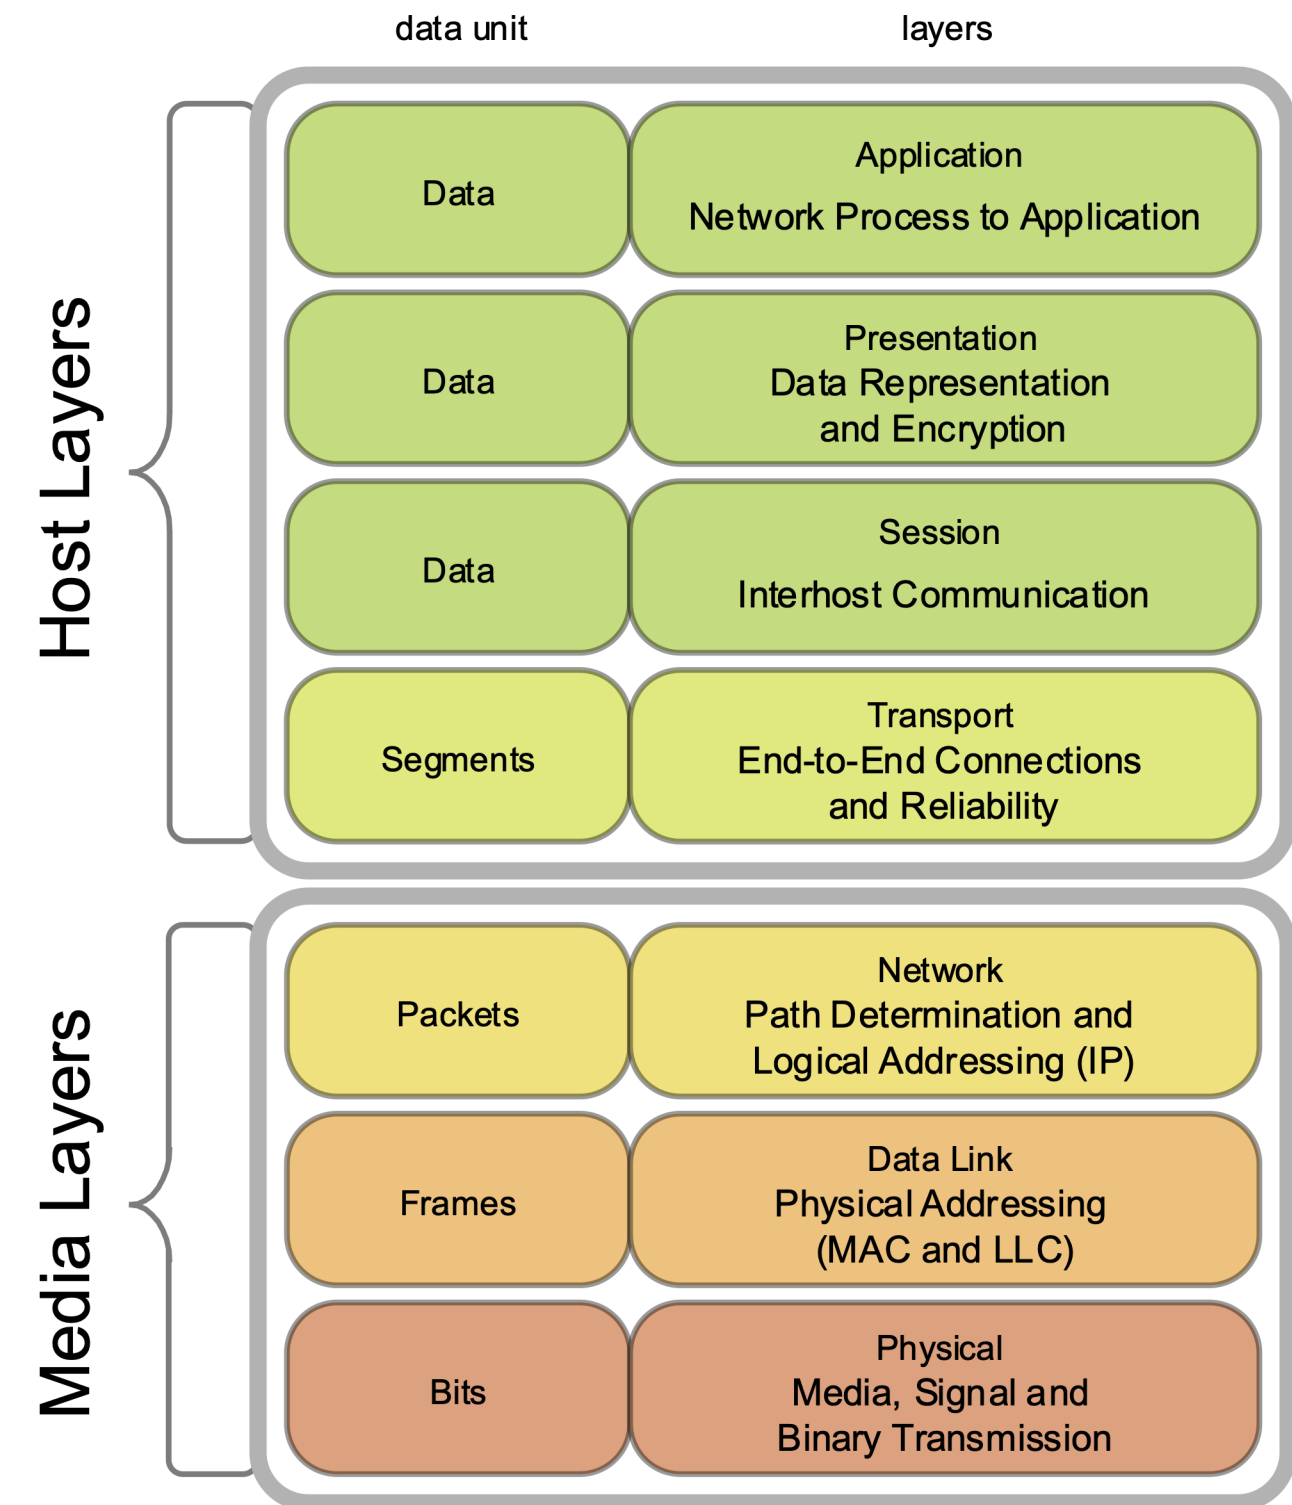 data unit
layers
Host Layers
Data
Application
Network Process to Application
Data
Presentation
Data Representation
and Encryption
Data
Session
Interhost Communication
Segments
Transport
End-to-End Connections
and Reliability
Media Layers
Packets
Network
Path Determination and
Logical Addressing (IP)
Frames
Data Link
Physical Addressing
(MAC and LLC)
Bits
Physical
Media, Signal and
Binary Transmission